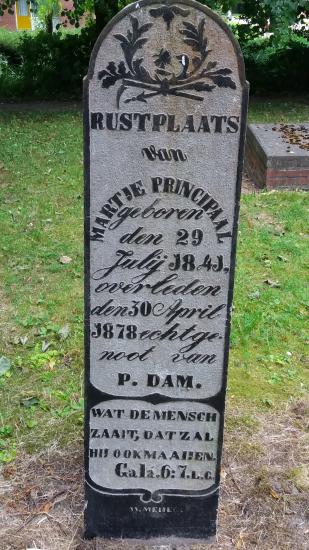 RUSTPLAATS
van
MARTJE PRINCIPAAL
geboren
den 29
Julij 1841,
overleden
den 30 April
1878 echtge-
noot van
P. DAM.
WAT DE MENSCH
ZAAIT, DAT ZAL
HIJ OOK MAAIJEN.
Gala. 6:7. L.C.